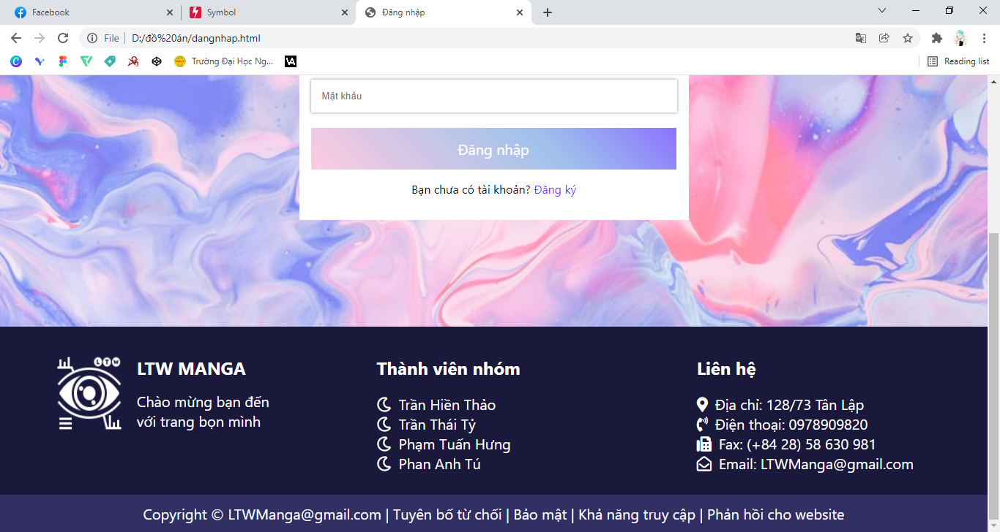 Facebook
Symbol
Đăng nhập
File
D:/đồ%20án/dangnhap.html
Trường Đại Học Ng...
VA
Reading list
Mật khẩu
Đăng nhập
Bạn chưa có tài khoản? Đăng ký
LTW
LTW MANGA
Chào mừng bạn đến
với trang bọn mình
Thành viên nhóm
Trần Hiền Thảo
Trần Thái Tỷ
Phạm Tuấn Hưng
Phan Anh Tú
Liên hệ
Địa chỉ: 128/73 Tân Lập
Điện thoại: 0978909820
Fax: (+84 28) 58 630 981
Email: LTWManga@gmail.com
Copyright © LTWManga@gmail.com | Tuyên bố từ chối | Bảo mật | Khả năng truy cập | Phản hồi cho website